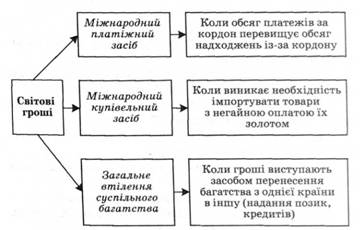 Світові
гроші
Міжнародний
платіжний
засіб
Коли обсяг платежів за
кордон перевищує обсяг
надходжень із-за кордону
Міжнародний
купівельний
засіб
Коли виникає необхідність
імпортувати товари
з негайною оплатою їх
золотом
Загальне
втілення
суспільного
багатства
Коли гроші виступають
засобом перенесення
багатства з однієї країни
в іншу (надання позик,
кредитів)